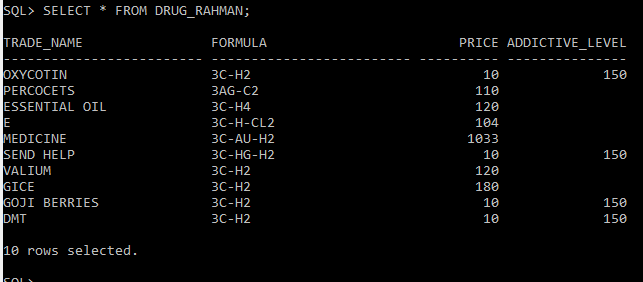 SQL> SELECT * FROM DRUG_RAHMAN;
TRADE_NAME FORMULA PRICE ADDICTIVE_LEVEL
------------------------- ------------------------- ---------- ---------------
OXYCOTIN 3C-H2 10 150
PERCOCETS 3AG-C2 110
ESSENTIAL OIL 3C-H4 120
E 3C-H-CL2 104
MEDICINE 3C-AU-H2 1033
SEND HELP 3C-HG-H2 10 150
VALIUM 3C-H2 120
GICE 3C-H2 180
GOJI BERRIES 3C-H2 10 150
DMT 3C-H2 10 150
10 rows selected.
SQL>